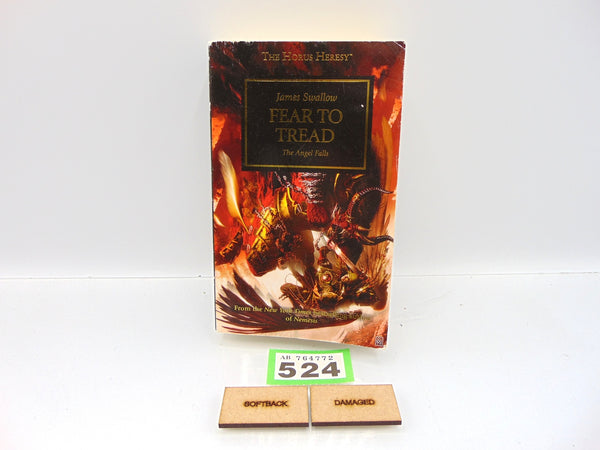 THE HORUS HERESY™
James Swallow
FEAR TO
TREAD
The Angel Falls
From the New York Times
of Nemesis
AB 764772
524
SOFTBACK
DAMAGED